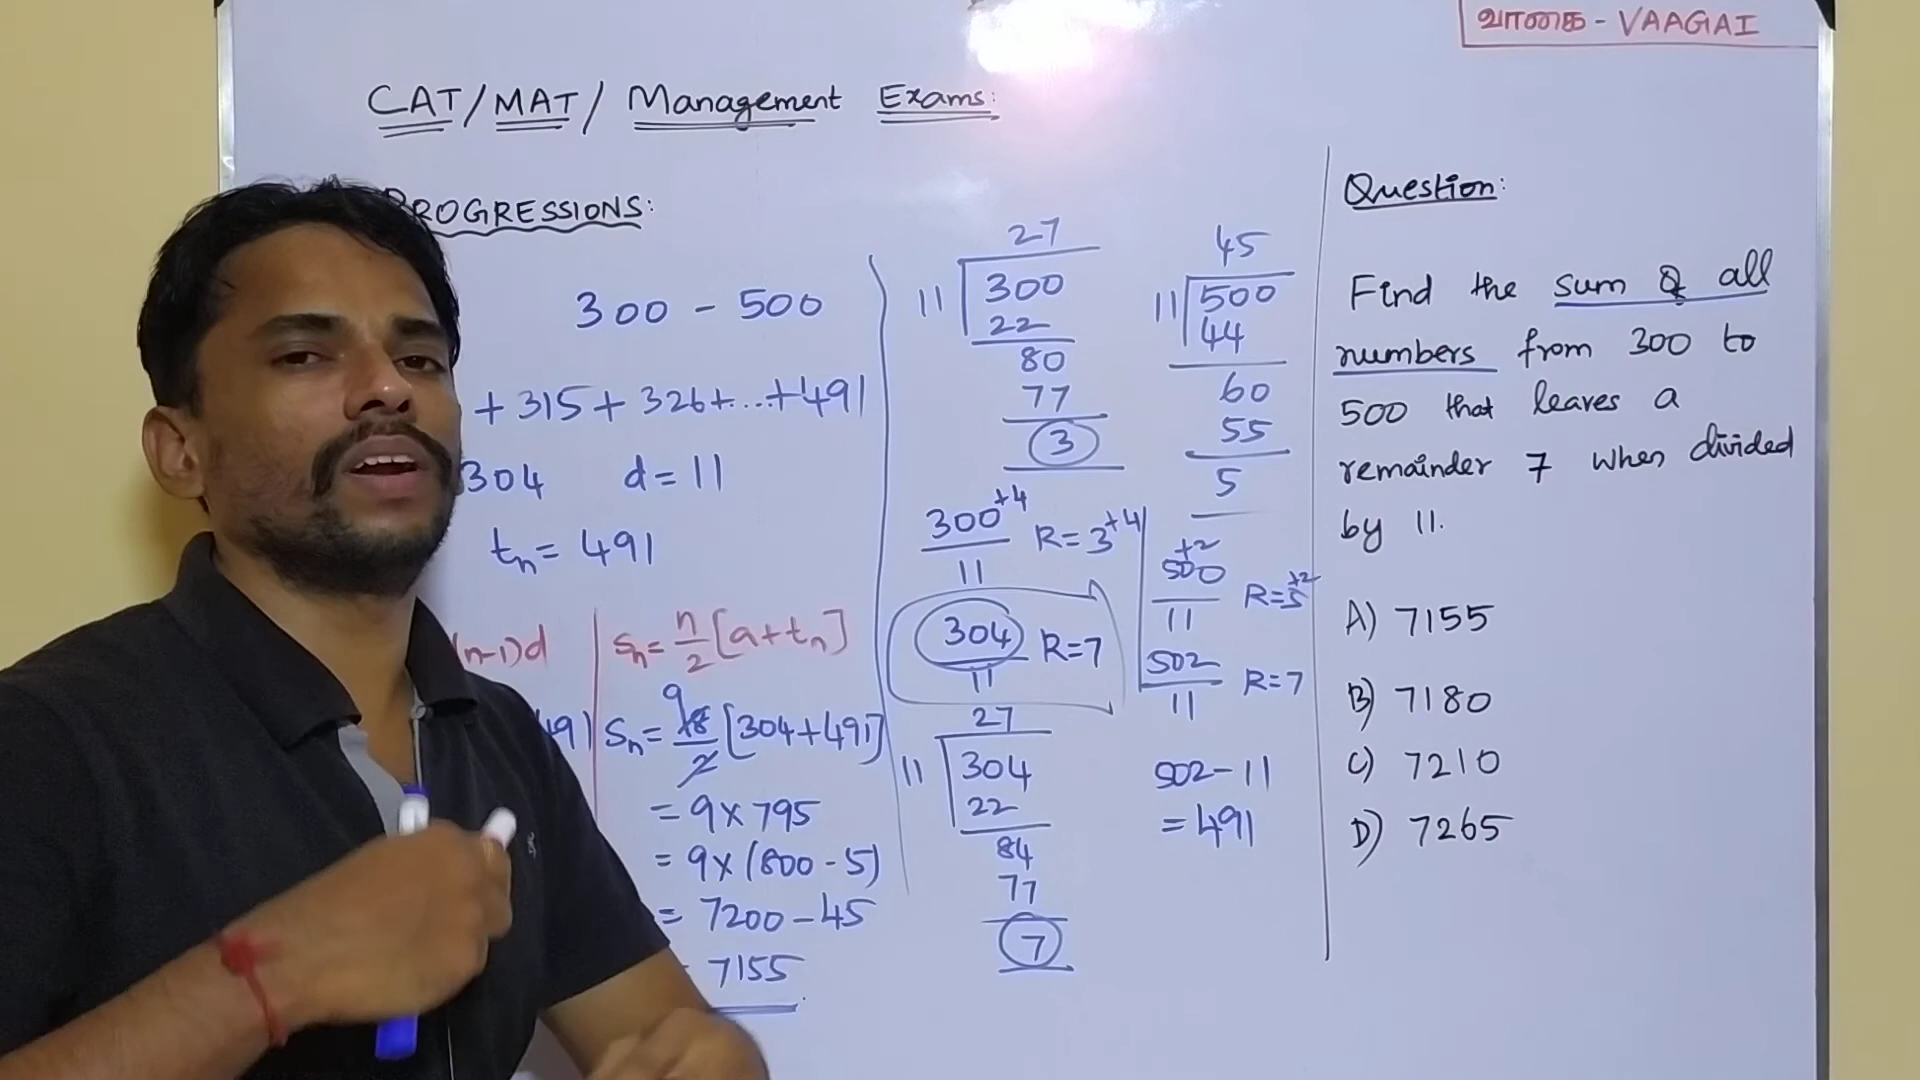 வாகை - VAAGAI
CAT/MAT/ Management Exams:
PROGRESSIONS:
300 - 500
+ 315 + 326 + .... + 491
304 d = 11
tn = 491
(n-1)d
491)
Sn = n/2 [a + tn]
Sn = 9 18/2 [304 + 491]
= 9 x 795
= 9 x (800 - 5)
= 7200 - 45
7155
27
11 300
22
80
77
3
300+4/11 R = 3+4
304/11 R = 7
27
11 304
22
84
77
7
45
11 500
44
60
55
5
500+2/11 R = 5+2
502/11 R = 7
502 - 11
= 491
Question:
Find the sum of all
numbers from 300 to
500 that leaves a
remainder 7 when divided
by 11.
A) 7155
B) 7180
C) 7210
D) 7265